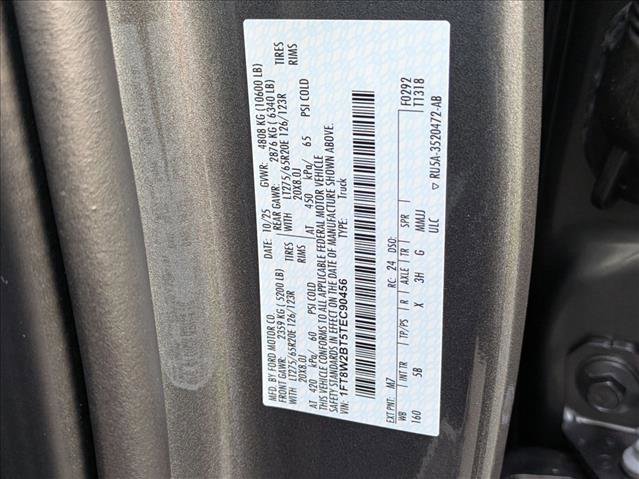 MFD. BY FORD MOTOR CO.
DATE: 10/25 GVWR: 4808 KG (10600 LB)
FRONT GAWR: 2359 KG (5200 LB) REAR GAWR: 2876 KG (6340 LB)
LT275/65R20E 126/123R TIRES WITH LT275/65R20E 126/123R TIRES
20X8.0J RIMS 20X8.0J RIMS
AT 420 kPa/ 60 PSI COLD AT 450 kPa/ 65 PSI COLD
THIS VEHICLE CONFORMS TO ALL APPLICABLE FEDERAL MOTOR VEHICLE
SAFETY STANDARDS IN EFFECT ON THE DATE OF MANUFACTURE SHOWN ABOVE.
VIN: 1FT8W2BT5TEC90456
TYPE: Truck
F0292
T1318
EXT PNT: M7 RC: 24 DSO:
WB INT TR TP/PS R AXLE TR SPR
160 5B X 3H G MMJJ
ULC
▽ RU5A-3520472-AB